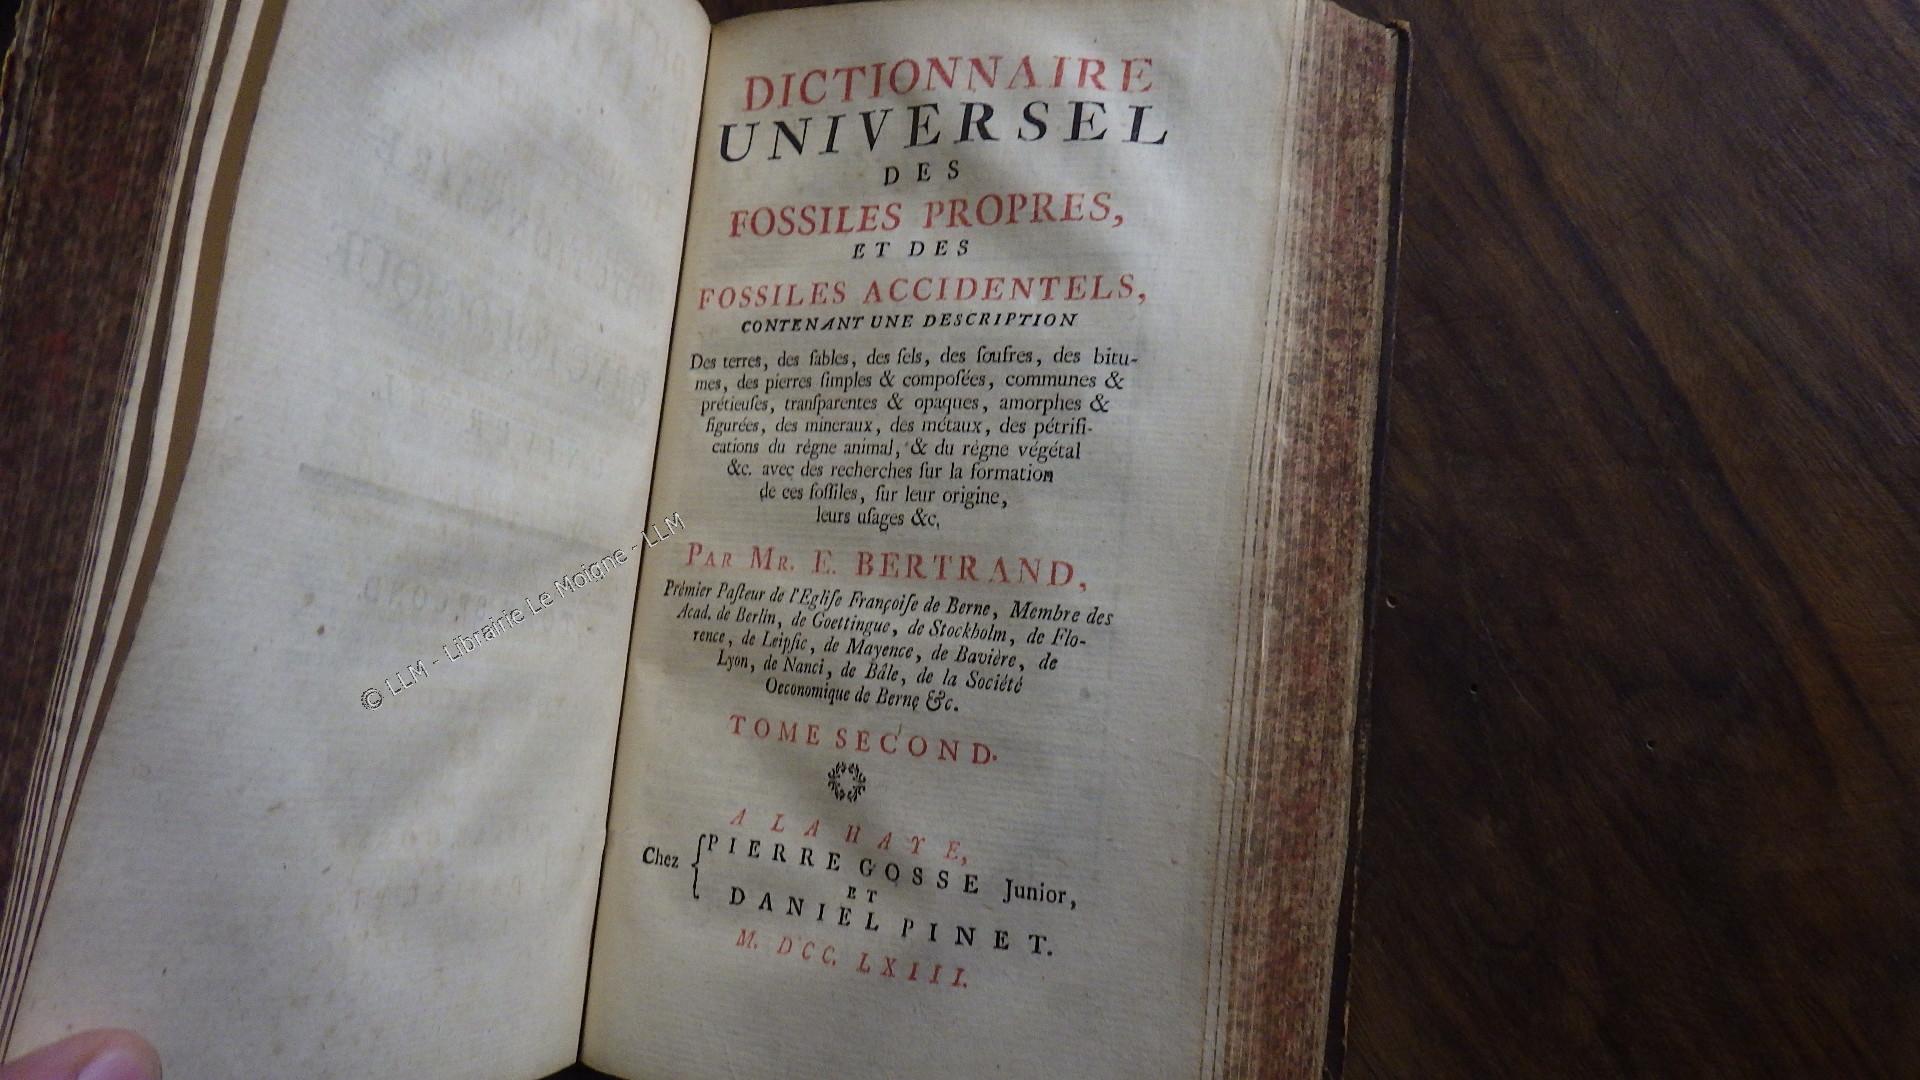 DICTIONNAIRE
UNIVERSEL
DES
FOSSILES PROPRES,
ET DES
FOSSILES ACCIDENTELS,
CONTENANT UNE DESCRIPTION
Des terres, des ſables, des ſels, des ſoufres, des bitu-
mes, des pierres ſimples & compoſées, communes &
prétieuſes, tranſparentes & opaques, amorphes &
figurées, des mineraux, des métaux, des pétrifi-
cations du règne animal, & du règne végétal
&c. avec des recherches ſur la formation
de ces foſſiles, ſur leur origine,
leurs uſages &c.
PAR MR. E. BERTRAND,
Prémier Paſteur de l'Egliſe Françoiſe de Berne, Membre des
Acad. de Berlin, de Goettingue, de Stockholm, de Flo-
rence, de Leipſic, de Mayence, de Bavière, de
Lyon, de Nanci, de Bâle, de la Société
Oeconomique de Berne &c.
TOME SECOND.
A LA HAYE,
Chez PIERRE GOSSE Junior,
ET
DANIEL PINET.
M. DCC. LXIII.
© LLM - Librairie Le Moigne - LLM